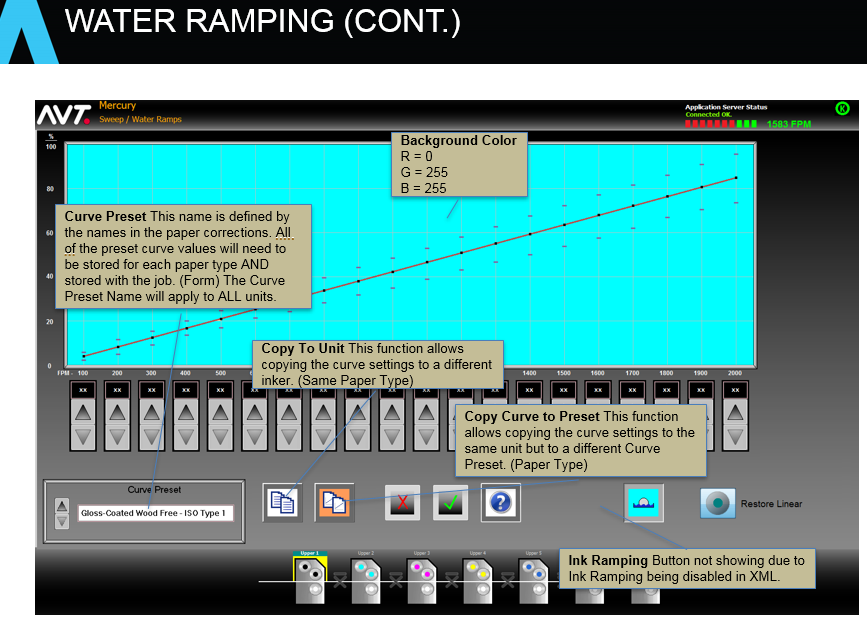 WATER RAMPING (CONT.)
AVT
Mercury
Sweep / Water Ramps
Application Server Status
Connected OK.
1583 FPM
K
%
100
80
60
40
20
0
Background Color
R = 0
G = 255
B = 255
Curve Preset This name is defined by
the names in the paper corrections. All
of the preset curve values will need to
be stored for each paper type AND
stored with the job. (Form) The Curve
Preset Name will apply to ALL units.
Copy To Unit This function allows
copying the curve settings to a different
inker. (Same Paper Type)
FPM - 100 200 300 400 500 1400 1500 1600 1700 1800 1900 2000
xx xx xx xx xx xx xx xx xx xx xx xx xx xx xx xx xx xx xx xx
Copy Curve to Preset This function
allows copying the curve settings to the
same unit but to a different Curve
Preset. (Paper Type)
Curve Preset
Gloss-Coated Wood Free - ISO Type 1
X
?
Restore Linear
Upper 1 Upper 2 Upper 3 Upper 4 Upper 5
Ink Ramping Button not showing due to
Ink Ramping being disabled in XML.